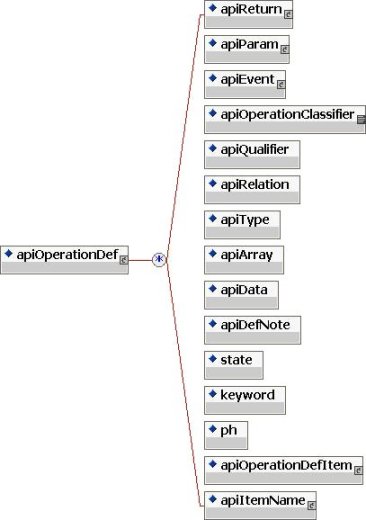 apiReturn
apiParam
apiEvent
apiOperationClassifier
apiQualifier
apiRelation
apiType
apiOperationDef
apiArray
apiData
apiDefNote
state
keyword
ph
apiOperationDefItem
apiItemName